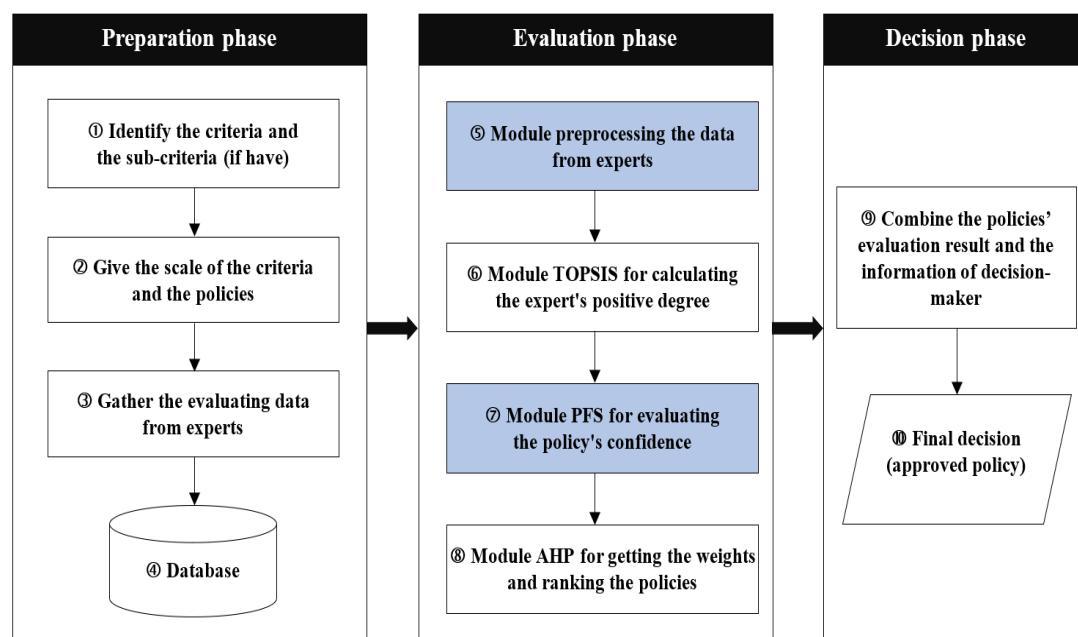 Preparation phase
① Identify the criteria and
the sub-criteria (if have)
② Give the scale of the criteria
and the policies
③ Gather the evaluating data
from experts
④ Database
Evaluation phase
⑤ Module preprocessing the data
from experts
⑥ Module TOPSIS for calculating
the expert's positive degree
⑦ Module PFS for evaluating
the policy's confidence
⑧ Module AHP for getting the weights
and ranking the policies
Decision phase
⑨ Combine the policies’
evaluation result and the
information of decision-
maker
⑩ Final decision
(approved policy)